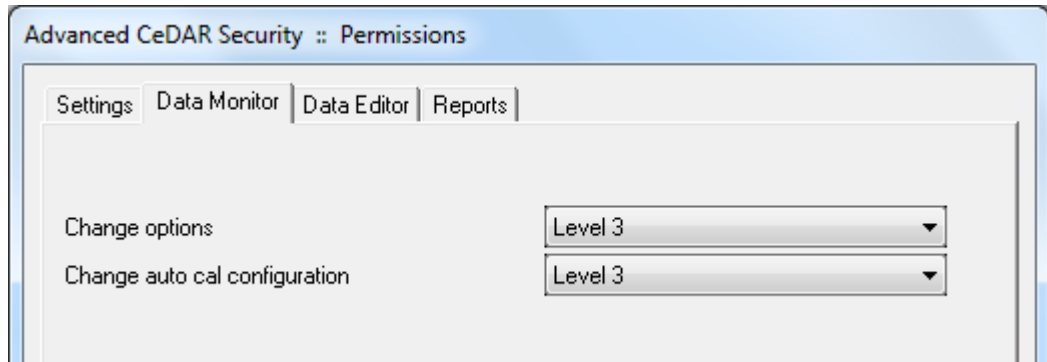 Advanced CeDAR Security :: Permissions
Settings Data Monitor Data Editor Reports
Change options Level 3
Change auto cal configuration Level 3